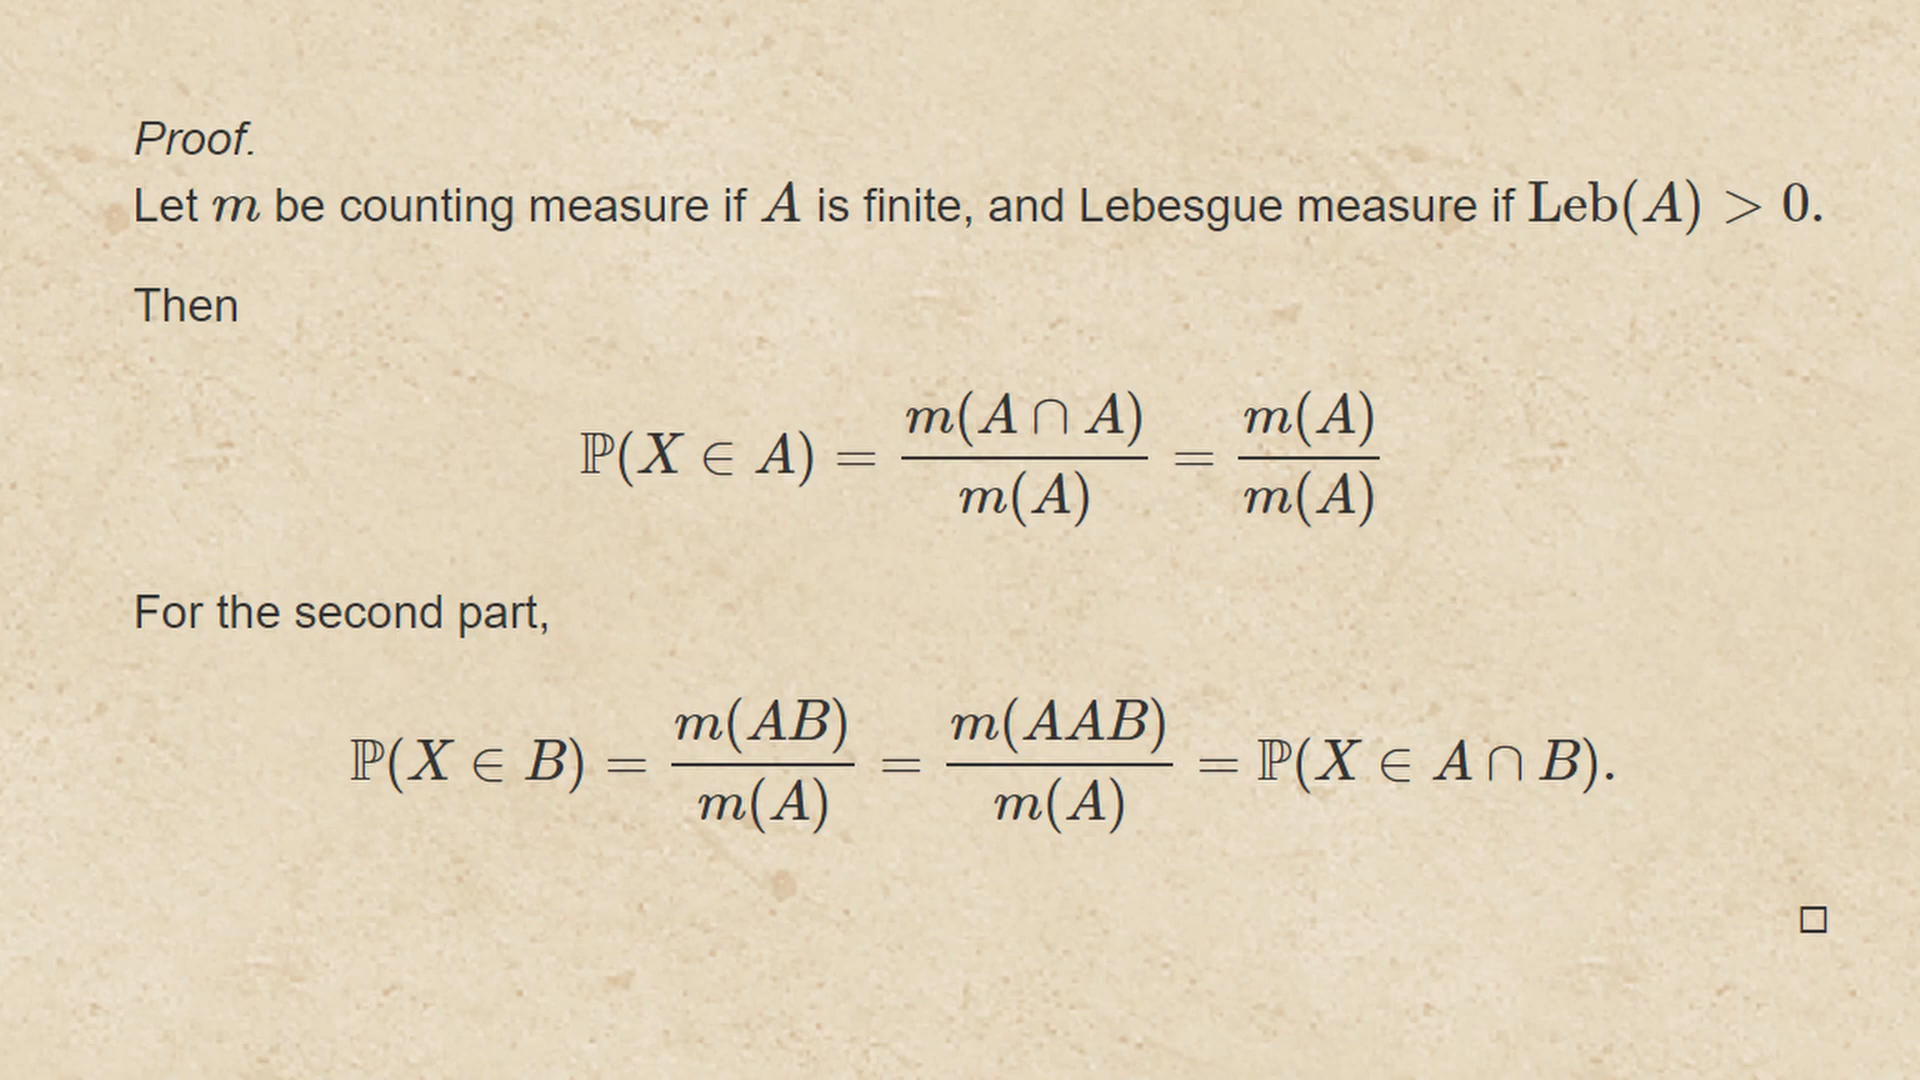 Proof.
Let m be counting measure if A is finite, and Lebesgue measure if Leb(A) > 0.
Then
ℙ(X ∈ A) = m(A ∩ A)/m(A) = m(A)/m(A)
For the second part,
ℙ(X ∈ B) = m(AB)/m(A) = m(AAB)/m(A) = ℙ(X ∈ A ∩ B).
□